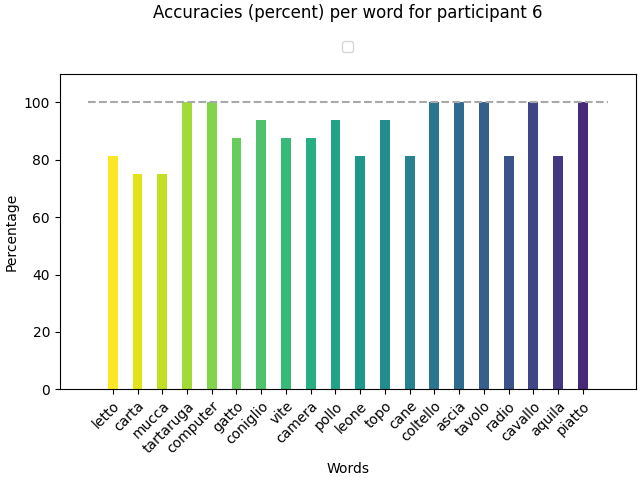 Accuracies (percent) per word for participant 6
100
80
60
40
20
0
Percentage
letto
carta
mucca
tartaruga
computer
gatto
coniglio
vite
camera
pollo
leone
topo
cane
coltello
ascia
tavolo
radio
cavallo
aquila
piatto
Words